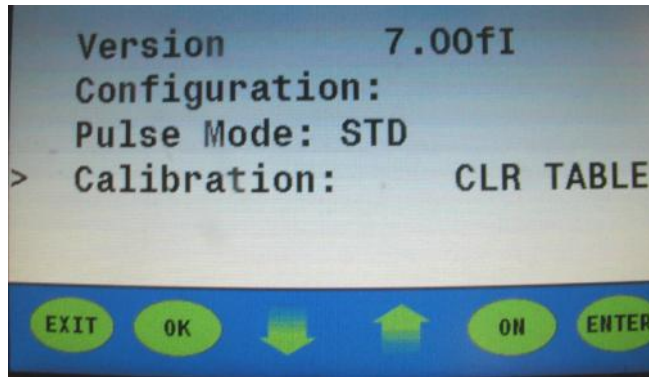 Version 7.00fI
Configuration:
Pulse Mode: STD
> Calibration: CLR TABLE
EXIT OK ON ENTER